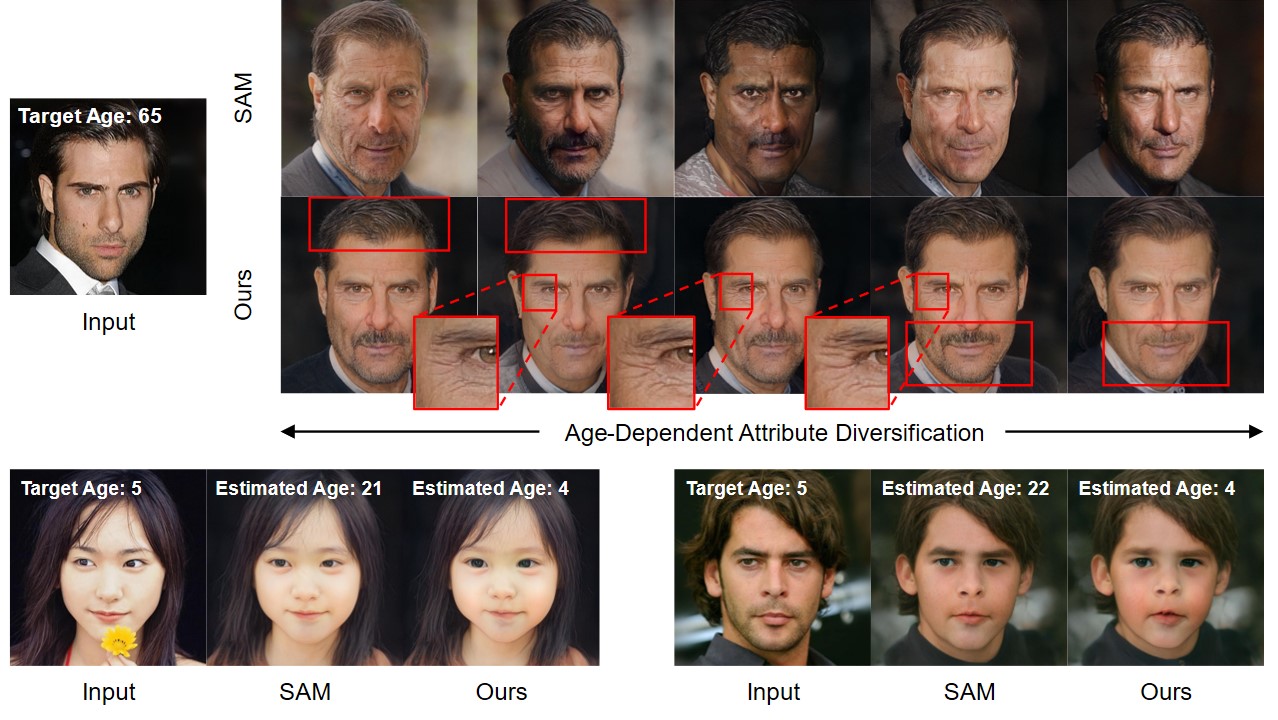 SAM
Target Age: 65
Ours
Input
Age-Dependent Attribute Diversification
Target Age: 5
Estimated Age: 21
Estimated Age: 4
Target Age: 5
Estimated Age: 22
Estimated Age: 4
Input
SAM
Ours
Input
SAM
Ours